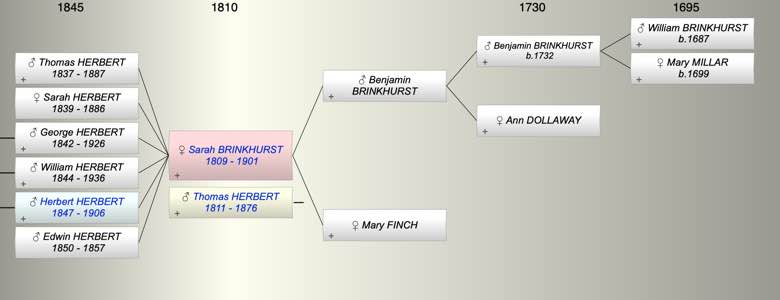 1845
1810
1730
1695
♂ Thomas HERBERT
1837 - 1887
♀ Sarah HERBERT
1839 - 1886
♂ George HERBERT
1842 - 1926
♂ William HERBERT
1844 - 1936
♂ Herbert HERBERT
1847 - 1906
♂ Edwin HERBERT
1850 - 1857
♀ Sarah BRINKHURST
1809 - 1901
♂ Thomas HERBERT
1811 - 1876
♂ Benjamin
BRINKHURST
♀ Mary FINCH
♂ Benjamin BRINKHURST
b.1732
♀ Ann DOLLAWAY
♂ William BRINKHURST
b.1687
♀ Mary MILLAR
b.1699